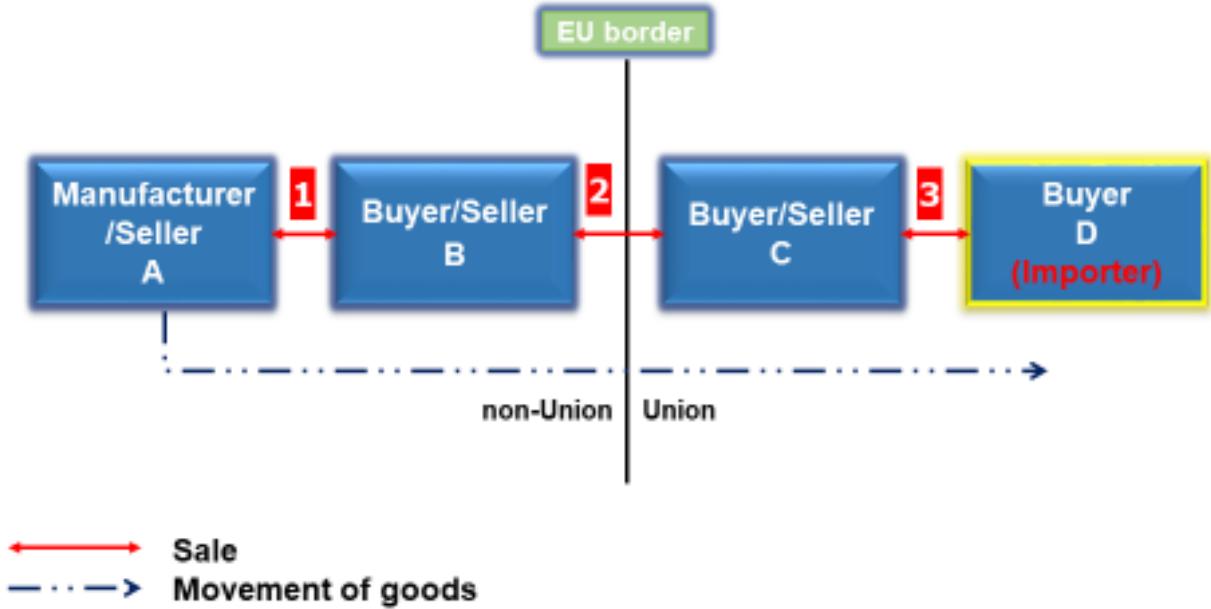 EU border
Manufacturer
/Seller
A
1
Buyer/Seller
B
2
Buyer/Seller
C
3
Buyer
D
(Importer)
non-Union
Union
Sale
Movement of goods